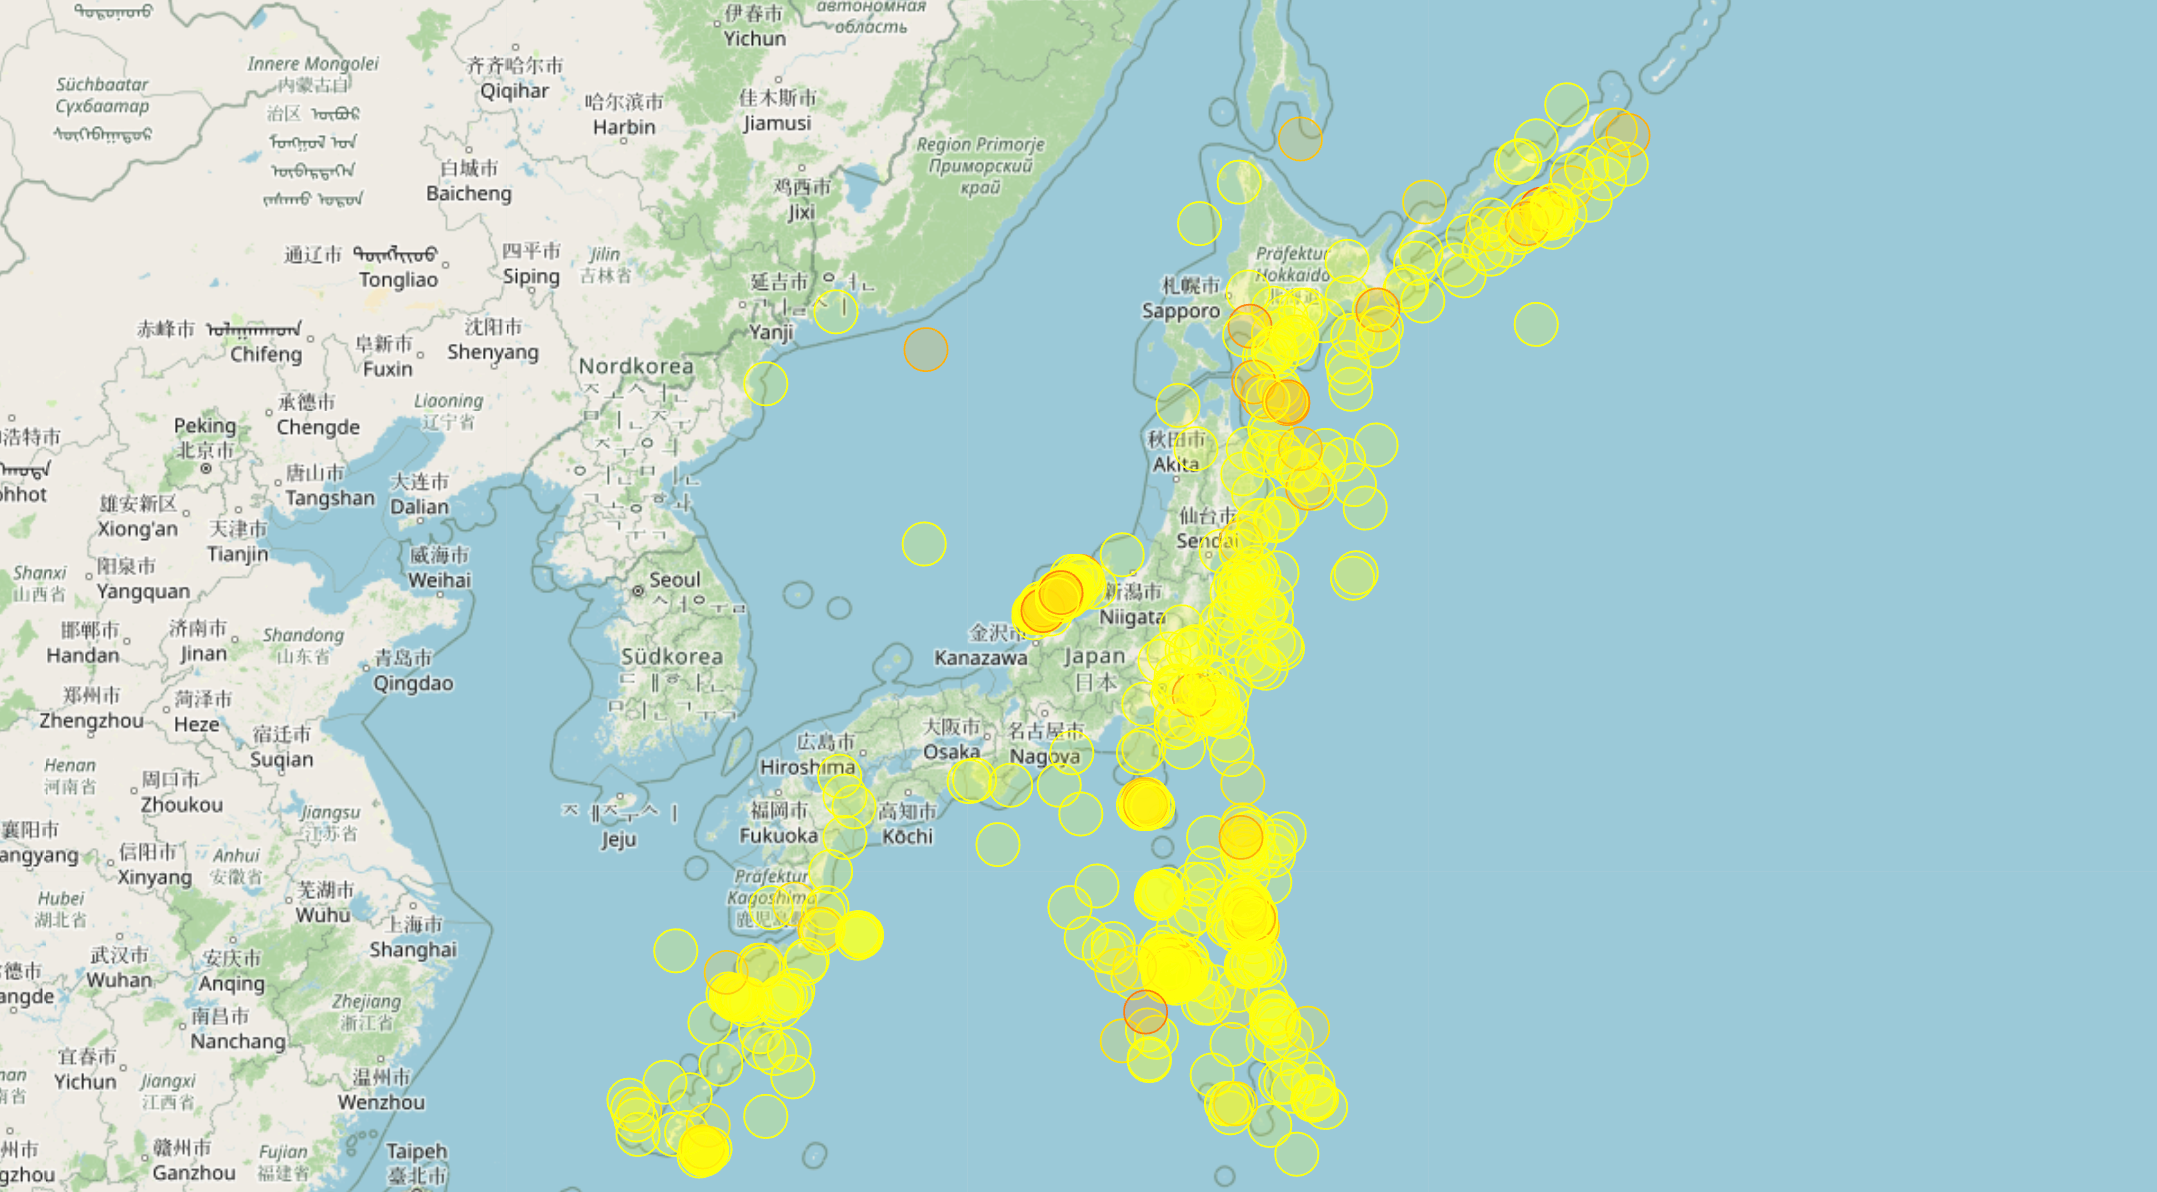 автономная
область
伊春市
Yichun
Innere Mongolei
内蒙古自
治区
齐齐哈尔市
Qiqihar
Süchbaatar
Сүхбаатар
哈尔滨市
Harbin
佳木斯市
Jiamusi
Region Primorje
Приморский
край
白城市
Baicheng
鸡西市
Jixi
通辽市
Tongliao
四平市
Siping
Jilin
吉林省
延吉市
Yanji
Präfektur
Hokkaido
北海道
札幌市
Sapporo
赤峰市
Chifeng
阜新市
Fuxin
沈阳市
Shenyang
Nordkorea
承德市
Chengde
Liaoning
辽宁省
Peking
北京市
浩特市
ohhot
唐山市
Tangshan
大连市
Dalian
秋田市
Akita
雄安新区
Xiong'an
天津市
Tianjin
仙台市
Sendai
威海市
Weihai
Shanxi
山西省
阳泉市
Yangquan
Seoul
新潟市
Niigata
邯郸市
Handan
济南市
Jinan
Shandong
山东省
青岛市
Qingdao
金沢市
Kanazawa
Japan
日本
Südkorea
郑州市
Zhengzhou
菏泽市
Heze
宿迁市
Suqian
広島市
Hiroshima
大阪市
Osaka
名古屋市
Nagoya
Henan
河南省
周口市
Zhoukou
Jiangsu
江苏省
Jeju
福岡市
Fukuoka
高知市
Kōchi
襄阳市
angyang
信阳市
Xinyang
Anhui
安徽省
Präfektur
Kagoshima
鹿児島県
Hubei
湖北省
芜湖市
Wuhu
上海市
Shanghai
武汉市
Wuhan
安庆市
Anqing
德市
angde
Zhejiang
浙江省
南昌市
Nanchang
宜春市
Yichun
Jiangxi
江西省
nan
南省
温州市
Wenzhou
州市
gzhou
赣州市
Ganzhou
Fujian
福建省
Taipeh
臺北市